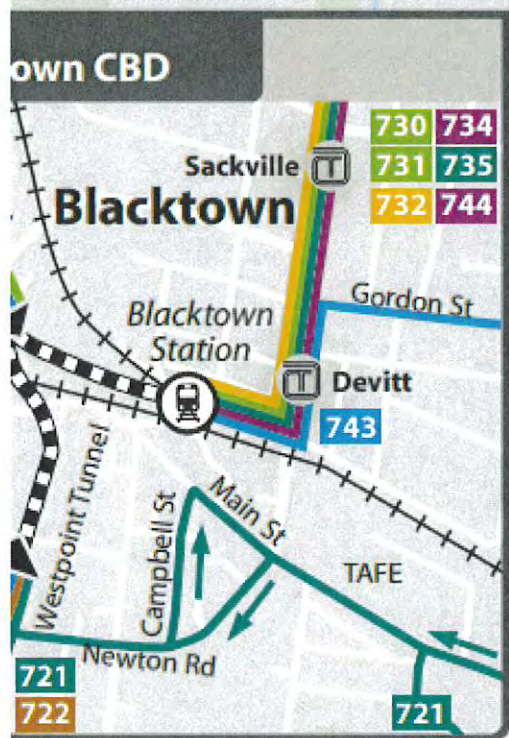 own CBD
730 734
Sackville T 731 735
Blacktown 732 744
Gordon St
Blacktown
Station
T Devitt
743
Westpoint Tunnel
Campbell St
Main St
TAFE
Newton Rd
721
722
721